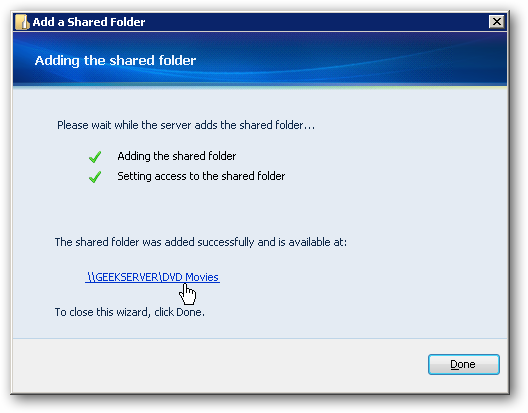 Add a Shared Folder
Adding the shared folder
Please wait while the server adds the shared folder...
Adding the shared folder
Setting access to the shared folder
The shared folder was added successfully and is available at:
\\GEEKSERVER\DVD Movies
To close this wizard, click Done.
Done